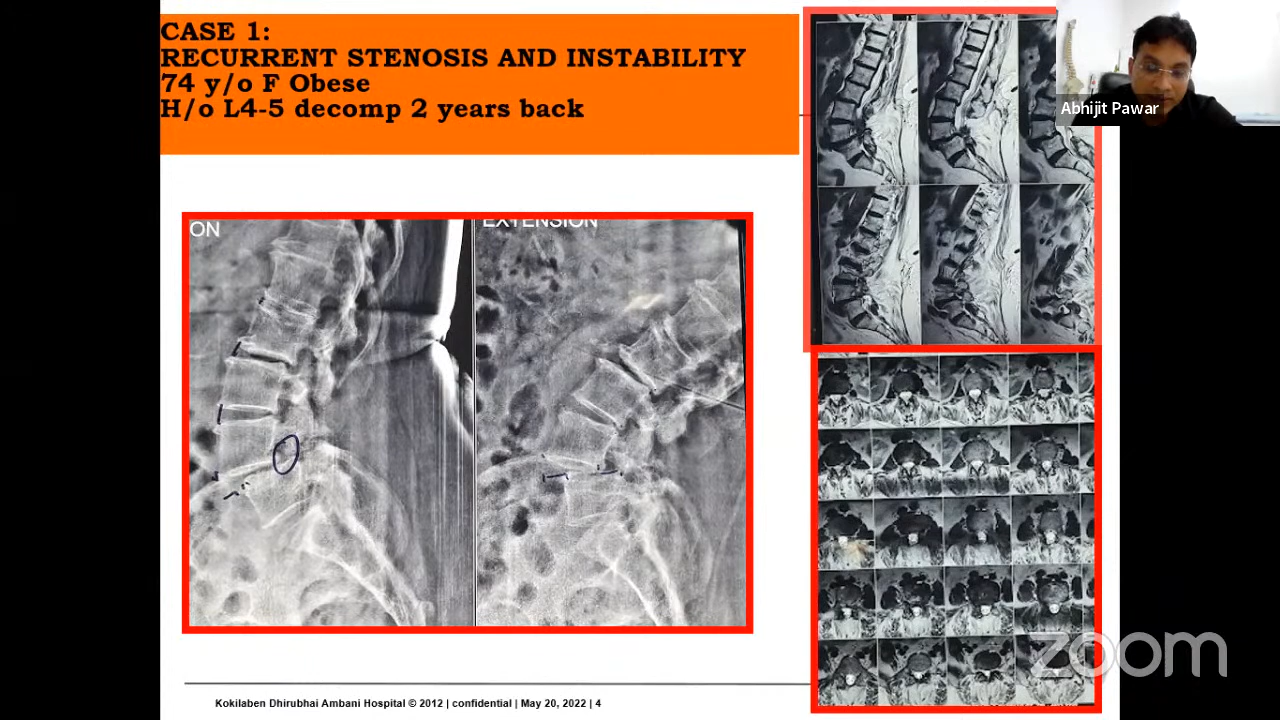 CASE 1:
RECURRENT STENOSIS AND INSTABILITY
74 y/o F Obese
H/o L4-5 decomp 2 years back
Abhijit Pawar
ON
EXTENSION
zoom
Kokilaben Dhirubhai Ambani Hospital © 2012 | confidential | May 20, 2022 | 4